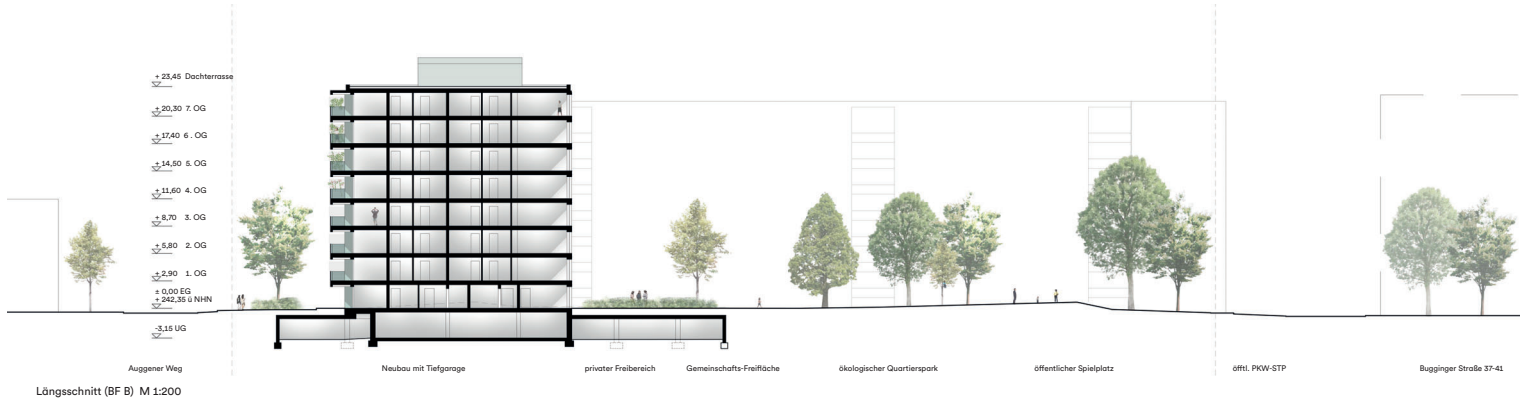 + 23,45 Dachterrasse
+ 20,30 7. OG
+ 17,40 6 . OG
+ 14,50 5. OG
+ 11,60 4. OG
+ 8,70 3. OG
+ 5,80 2. OG
+ 2,90 1. OG
± 0,00 EG
+ 242,35 ü NHN
-3,15 UG
Auggener Weg Neubau mit Tiefgarage privater Freibereich Gemeinschafts-Freifläche ökologischer Quartierspark öffentlicher Spielplatz öfftl. PKW-STP Bugginger Straße 37-41
Längsschnitt (BF B) M 1:200